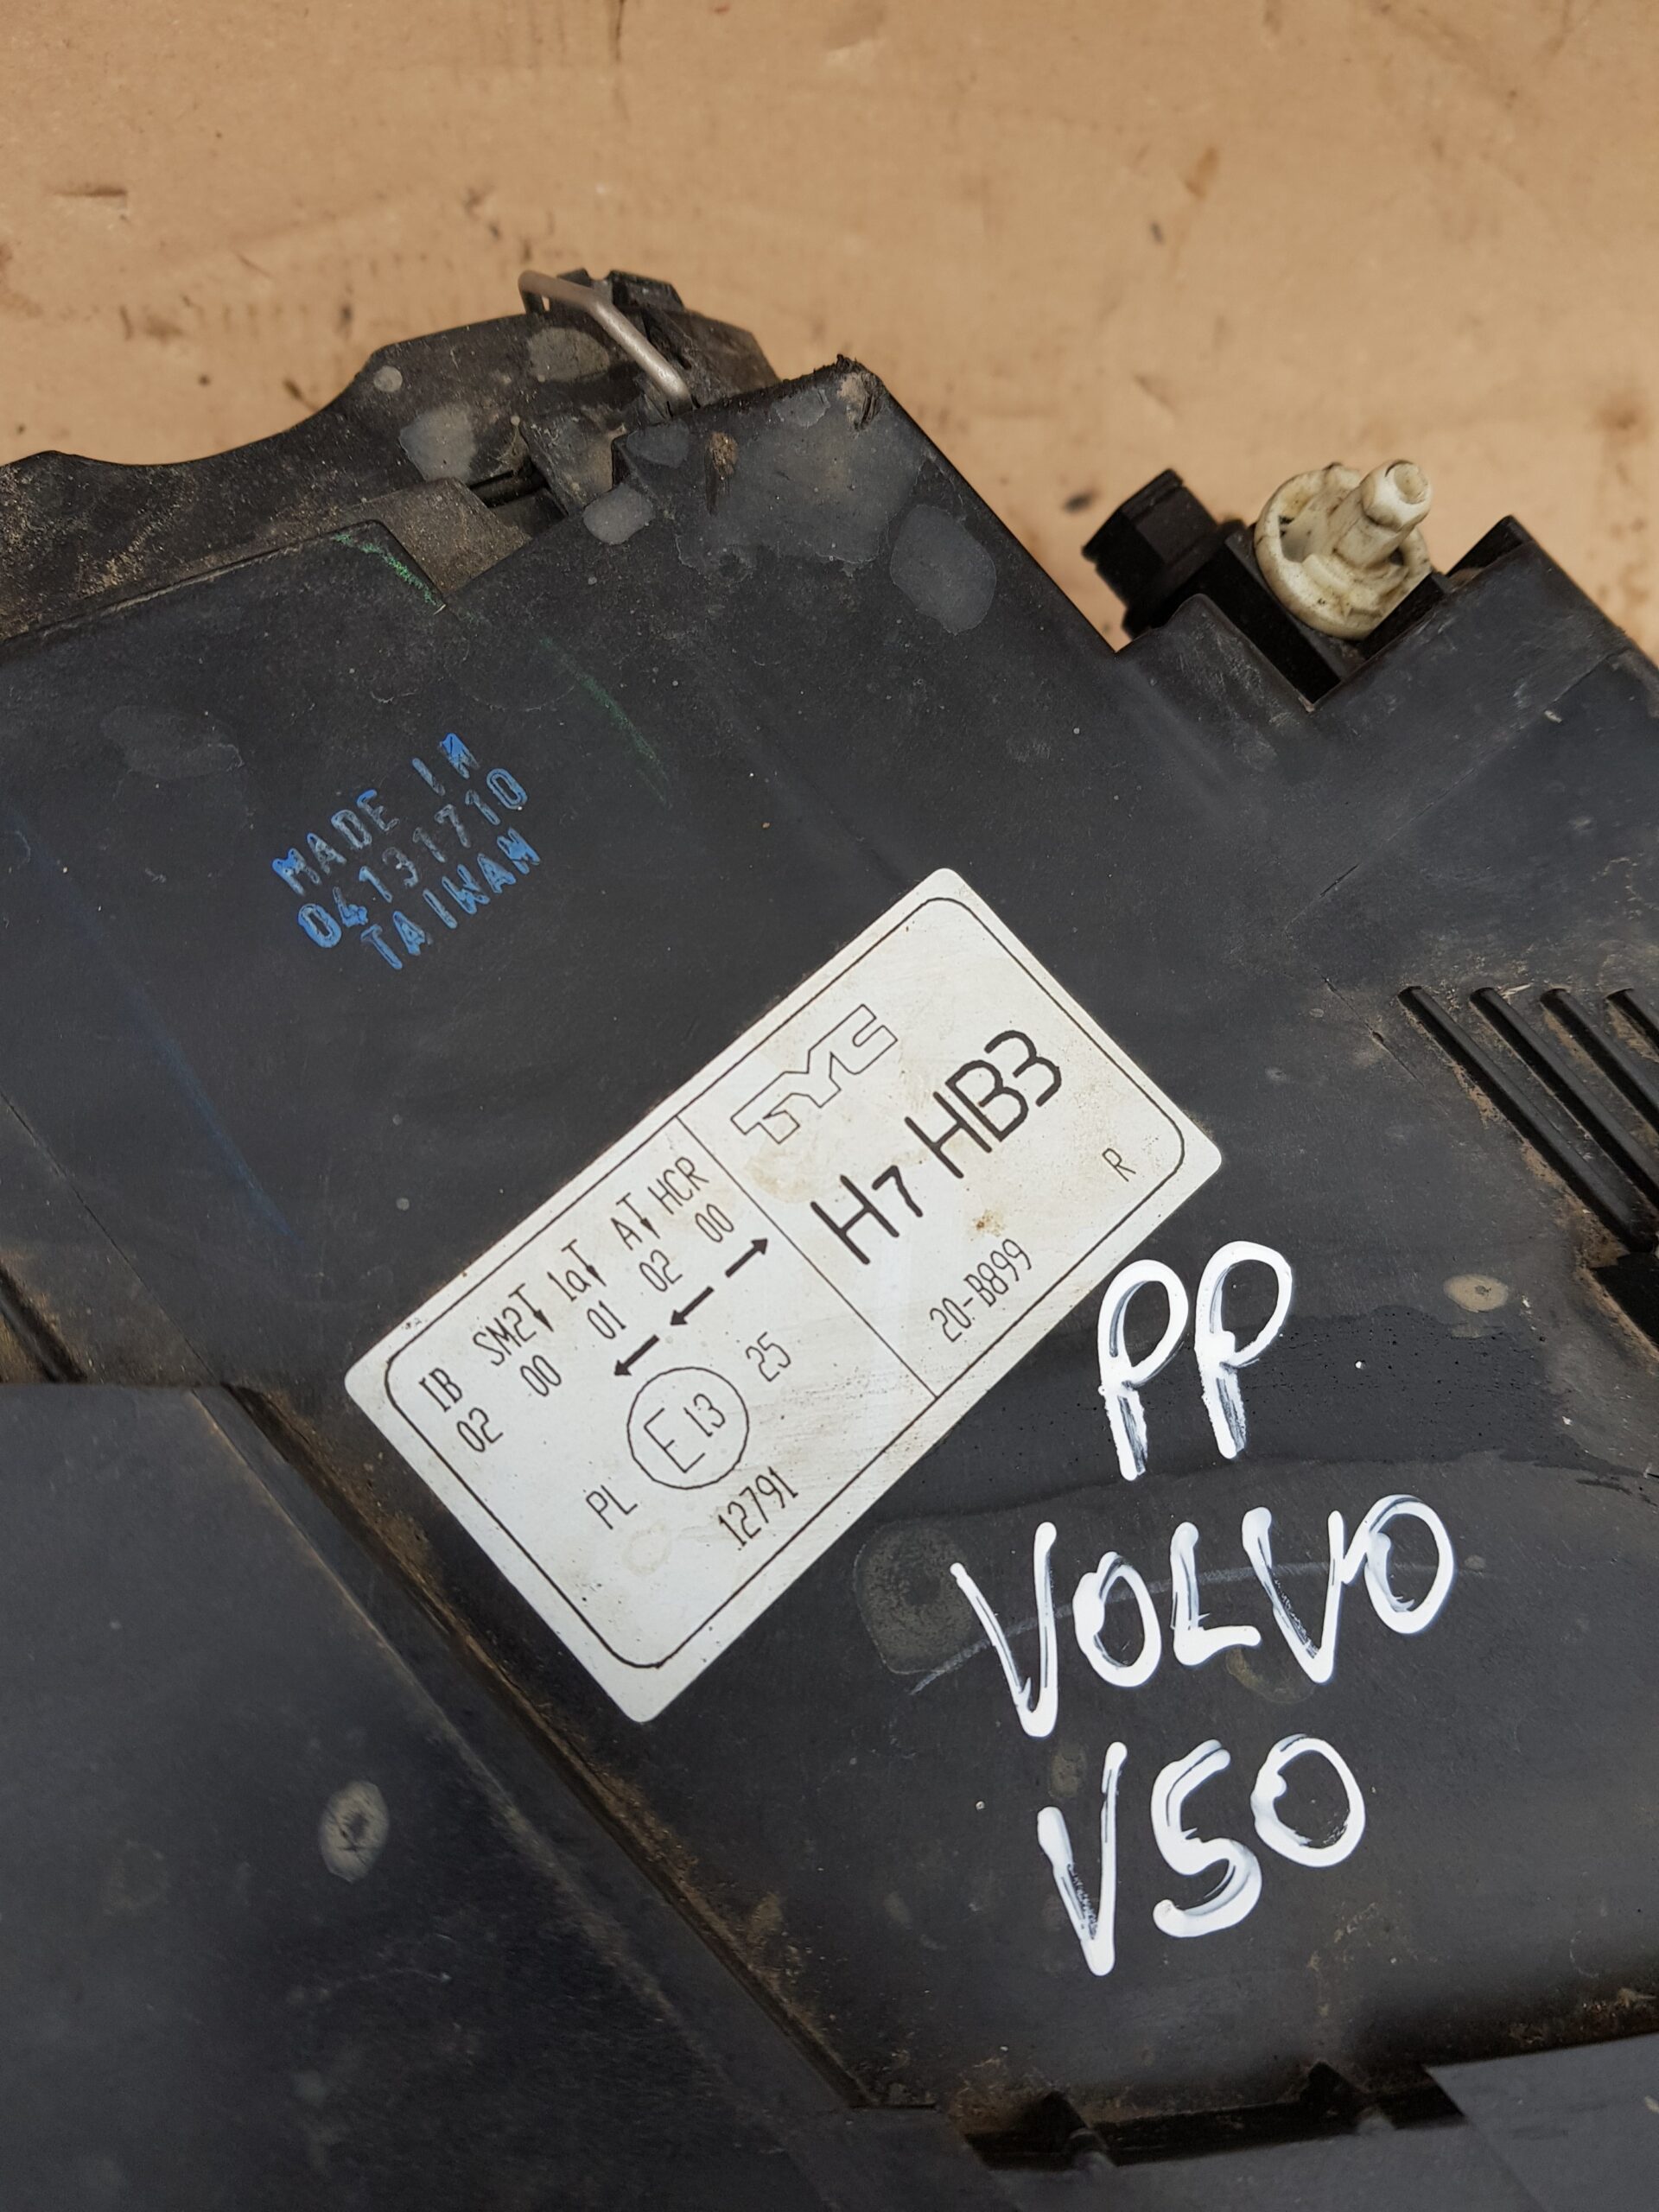 MADE IN
04131710
TAIWAN
TYC
H7 HB3
R
20-B899
IB SM2T 1aT AT HCR
02 00 01 02 00
E13 25
PL 12791
PP
VOLVO
V50